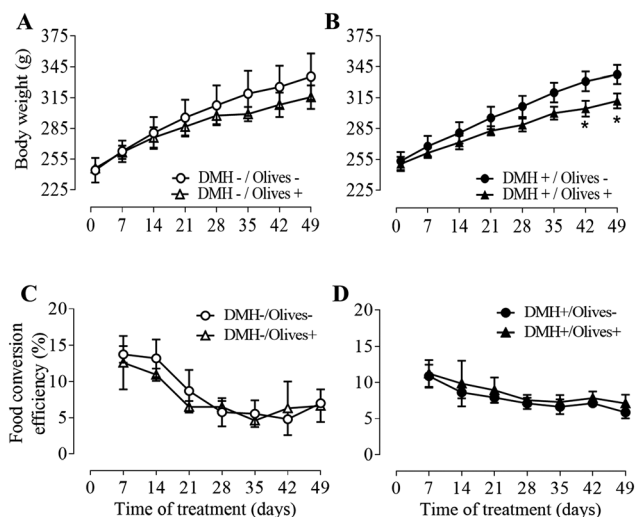 A
Body weight (g)
375
345
315
285
255
225
DMH - / Olives -
DMH - / Olives +
0 7 14 21 28 35 42 49
B
375
345
315
285
255
225
* *
DMH + / Olives -
DMH + / Olives +
0 7 14 21 28 35 42 49
C
Food conversion
efficiency (%)
20
15
10
5
0
DMH-/Olives-
DMH-/Olives+
0 7 14 21 28 35 42 49
Time of treatment (days)
D
20
15
10
5
0
DMH+/Olives-
DMH+/Olives+
0 7 14 21 28 35 42 49
Time of treatment (days)